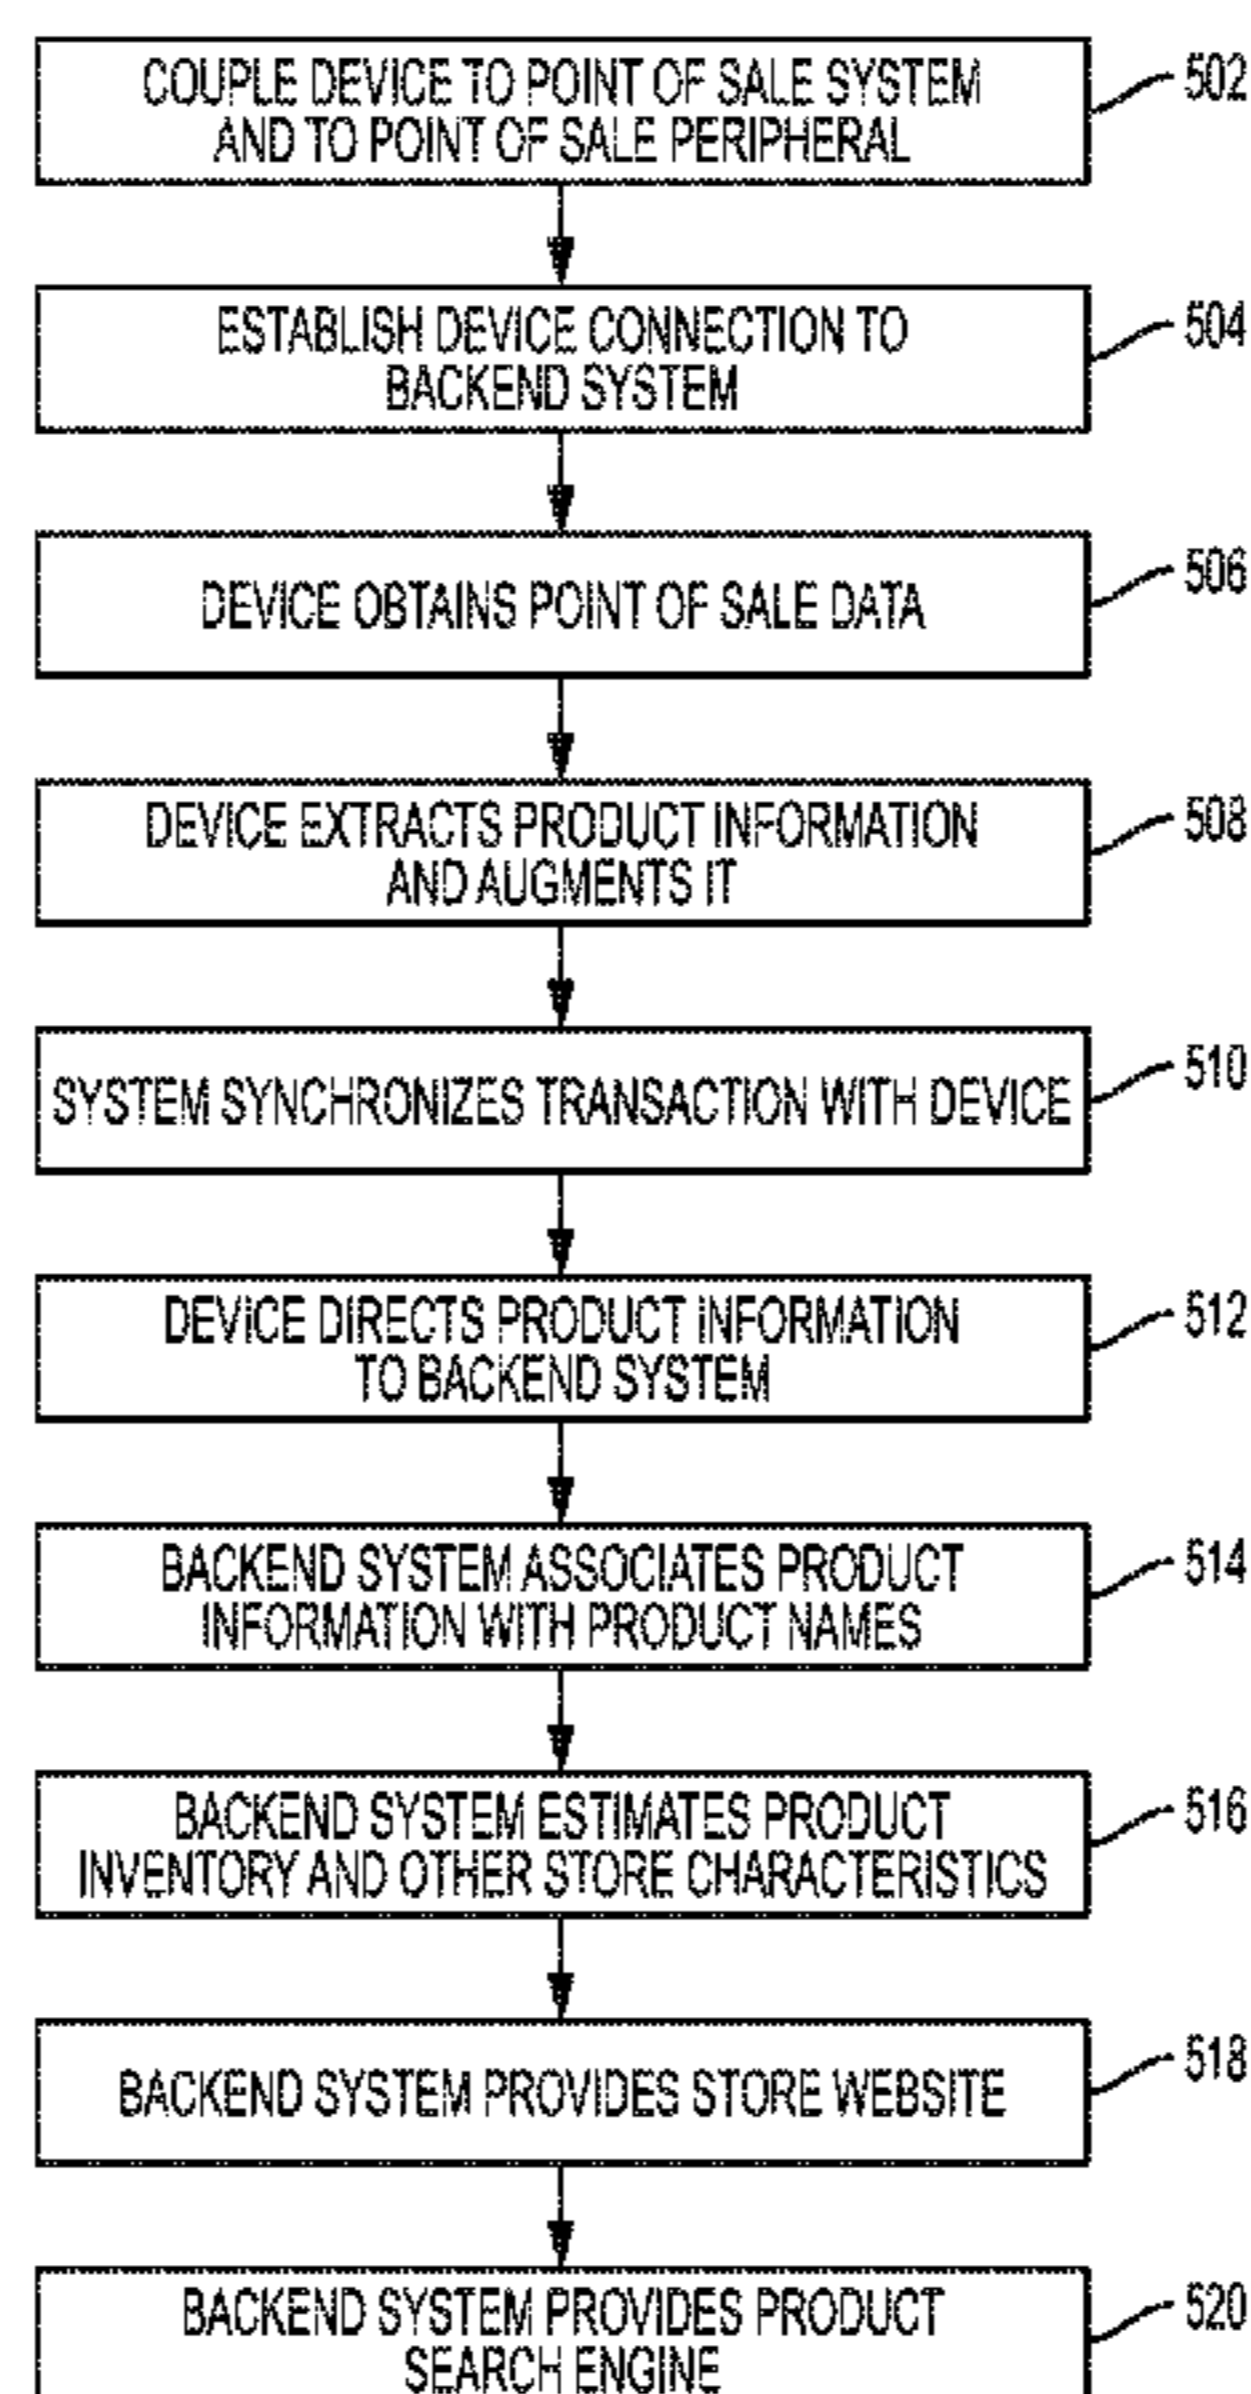 COUPLE DEVICE TO POINT OF SALE SYSTEM
AND TO POINT OF SALE PERIPHERAL
502
ESTABLISH DEVICE CONNECTION TO
BACKEND SYSTEM
504
DEVICE OBTAINS POINT OF SALE DATA
506
DEVICE EXTRACTS PRODUCT INFORMATION
AND AUGMENTS IT
508
SYSTEM SYNCHRONIZES TRANSACTION WITH DEVICE
510
DEVICE DIRECTS PRODUCT INFORMATION
TO BACKEND SYSTEM
512
BACKEND SYSTEM ASSOCIATES PRODUCT
INFORMATION WITH PRODUCT NAMES
514
BACKEND SYSTEM ESTIMATES PRODUCT
INVENTORY AND OTHER STORE CHARACTERISTICS
516
BACKEND SYSTEM PROVIDES STORE WEBSITE
518
BACKEND SYSTEM PROVIDES PRODUCT
SEARCH ENGINE
520